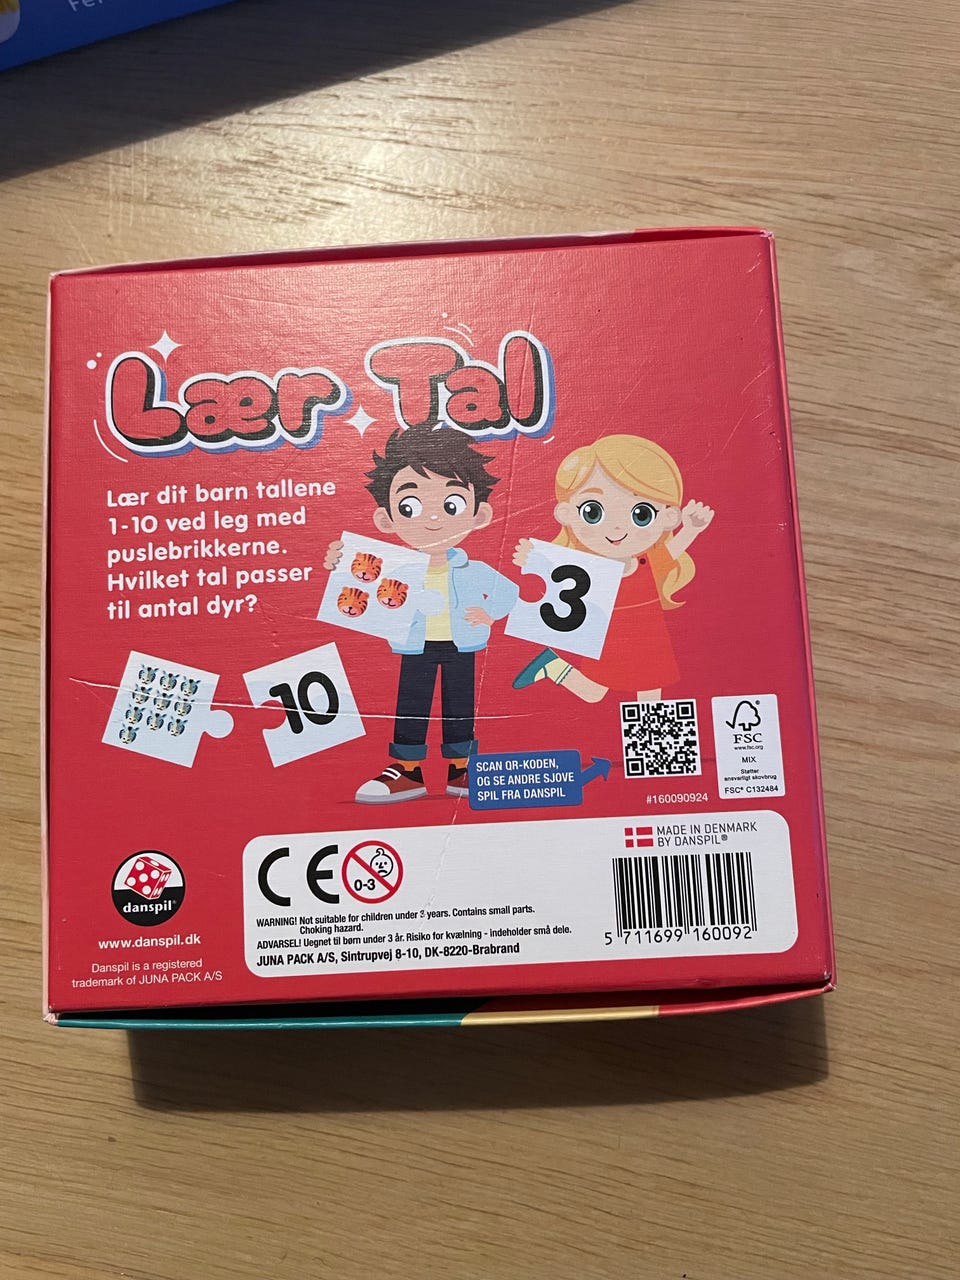 Lær Tal
Lær dit barn tallene
1-10 ved leg med
puslebrikkerne.
Hvilket tal passer
til antal dyr?
3
10
SCAN QR-KODEN,
OG SE ANDRE SJOVE
SPIL FRA DANSPIL
#160090924
FSC
www.fsc.org
MIX
Støtter
ansvarligt skovbrug
FSC® C132484
danspil®
www.danspil.dk
Danspil is a registered
trademark of JUNA PACK A/S
CE
0-3
WARNING! Not suitable for children under 3 years. Contains small parts.
Choking hazard.
ADVARSEL! Uegnet til børn under 3 år. Risiko for kvælning - indeholder små dele.
JUNA PACK A/S, Sintrupvej 8-10, DK-8220-Brabrand
MADE IN DENMARK
BY DANSPIL®
5 711699 160092